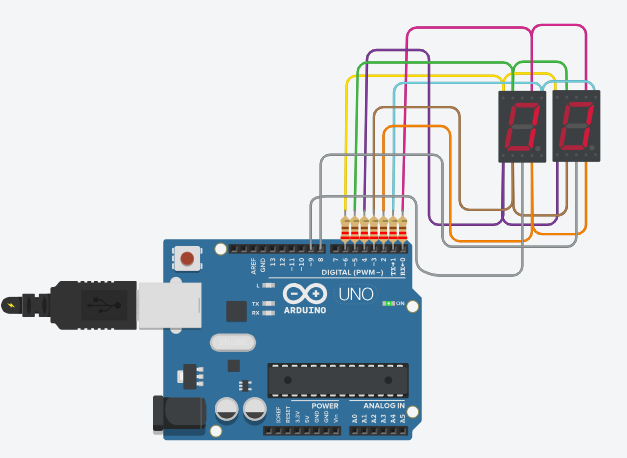 AREF
GND
13
12
~11
~10
~9
8
7
~6
~5
4
~3
2
TX→1
RX←0
DIGITAL (PWM~)
L
TX
RX
ARDUINO
UNO
ON
POWER
ANALOG IN
IOREF
RESET
3.3V
5V
GND
GND
Vin
A0
A1
A2
A3
A4
A5